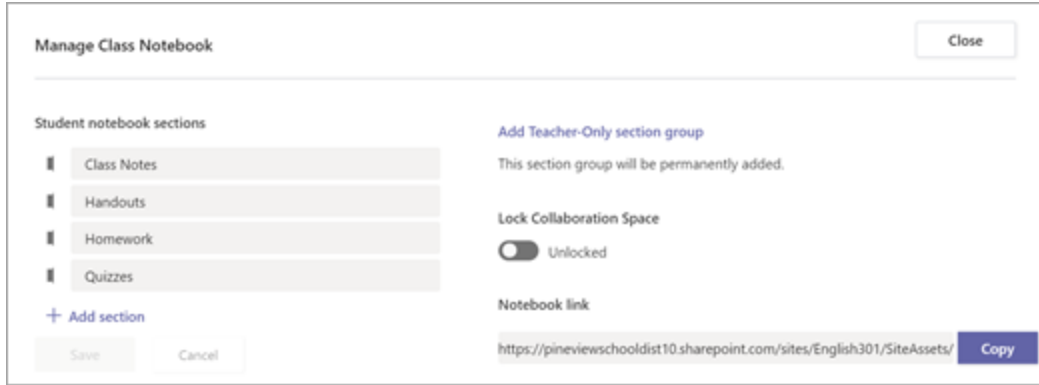 Manage Class Notebook
Close
Student notebook sections
Class Notes
Handouts
Homework
Quizzes
+ Add section
Save
Cancel
Add Teacher-Only section group
This section group will be permanently added.
Lock Collaboration Space
Unlocked
Notebook link
https://pineviewschooldist10.sharepoint.com/sites/English301/SiteAssets/
Copy